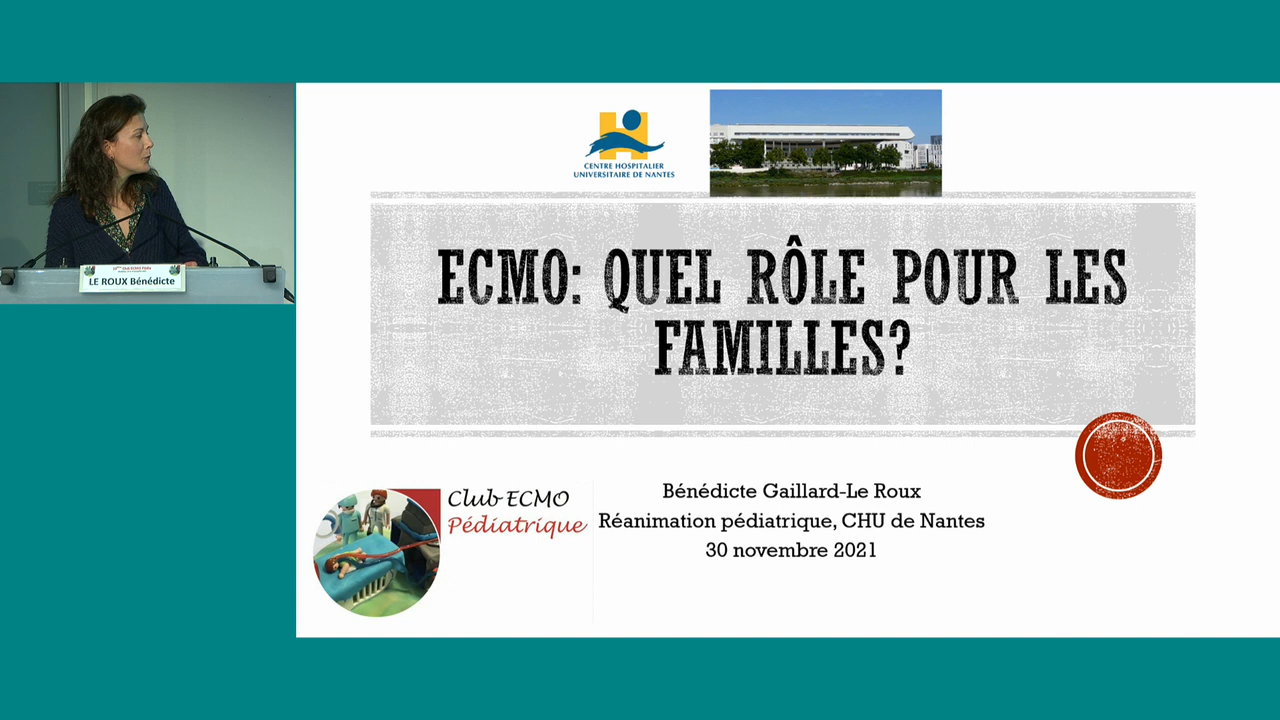 CENTRE HOSPITALIER
UNIVERSITAIRE DE NANTES
ECMO: QUEL RÔLE POUR LES
FAMILLES?
LE ROUX Bénédicte
Club ECMO
Pédiatrique
Bénédicte Gaillard-Le Roux
Réanimation pédiatrique, CHU de Nantes
30 novembre 2021